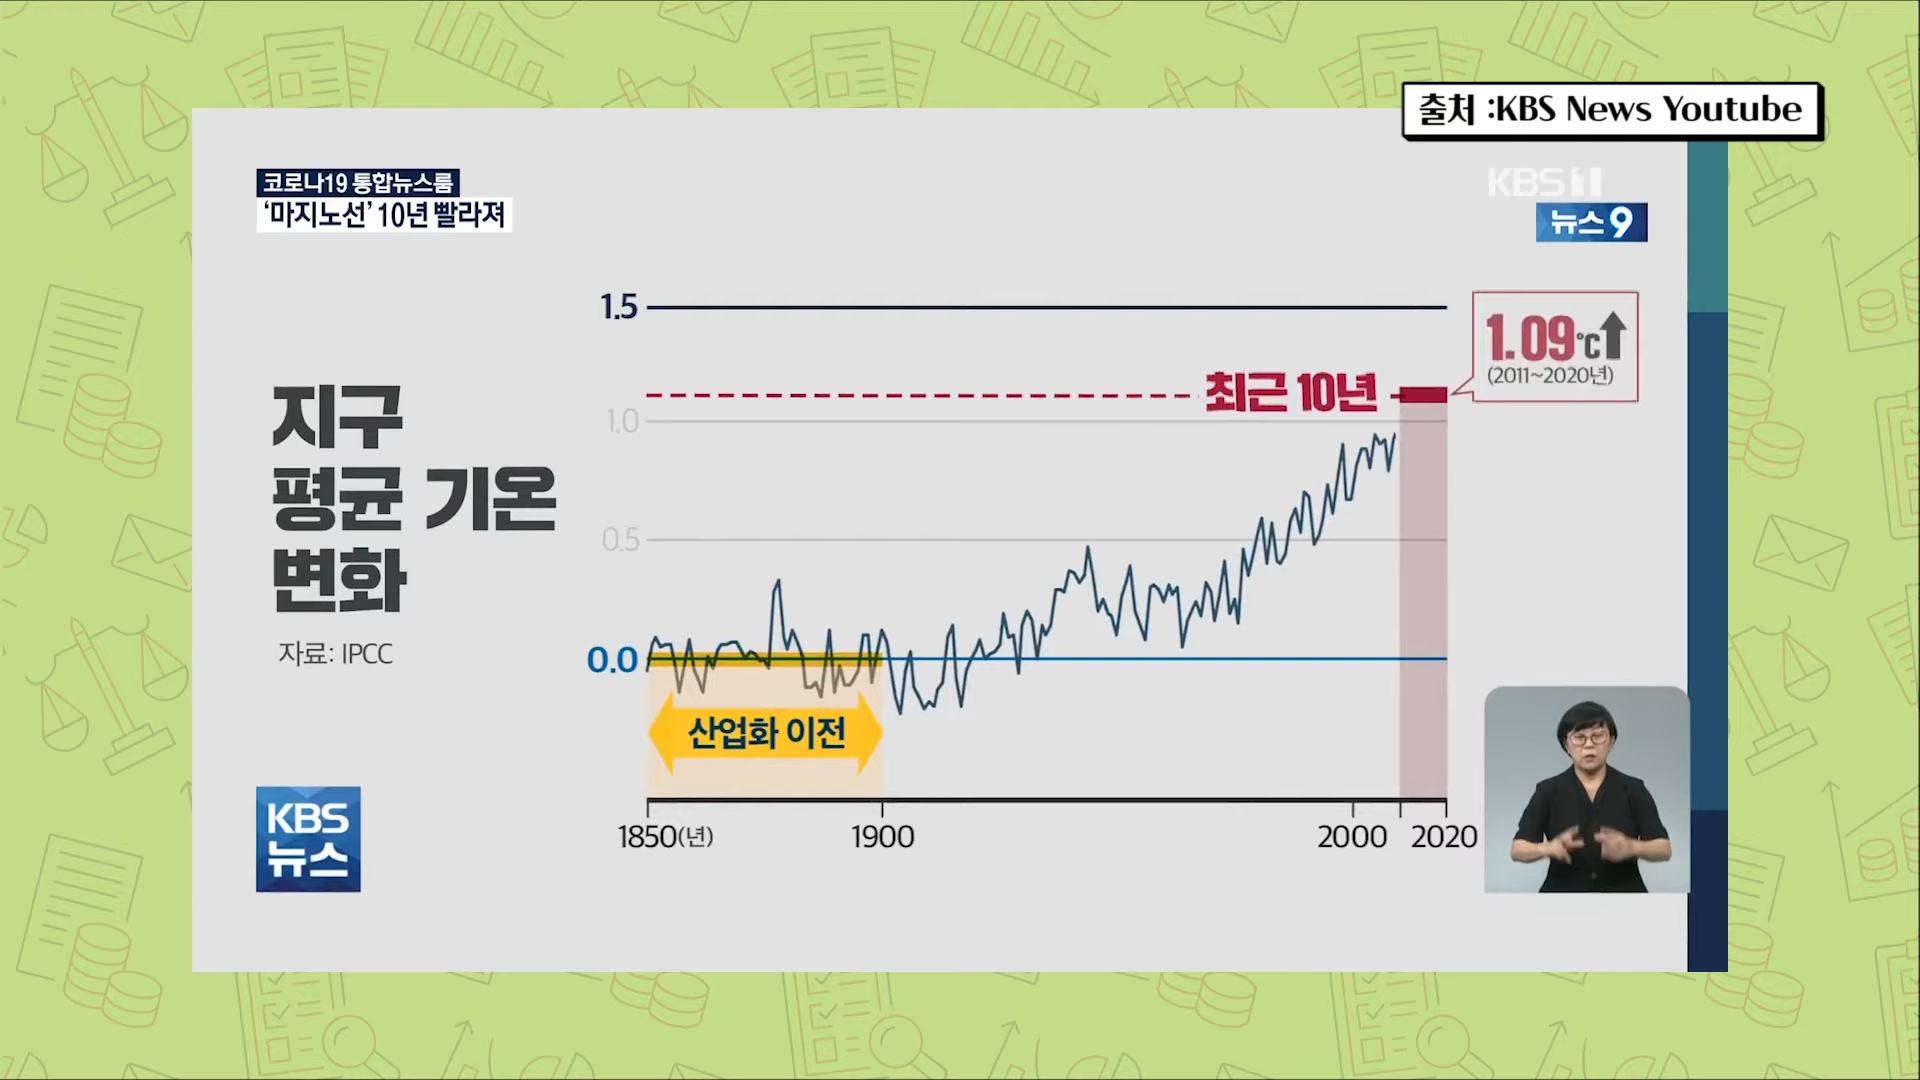 출처 :KBS News Youtube
코로나19 통합뉴스룸
‘마지노선’ 10년 빨라져
KBS 1
뉴스 9
지구
평균 기온
변화
자료: IPCC
1.5
1.0
0.5
0.0
최근 10년
1.09℃
(2011~2020년)
산업화 이전
1850(년)
1900
2000
2020
KBS
뉴스